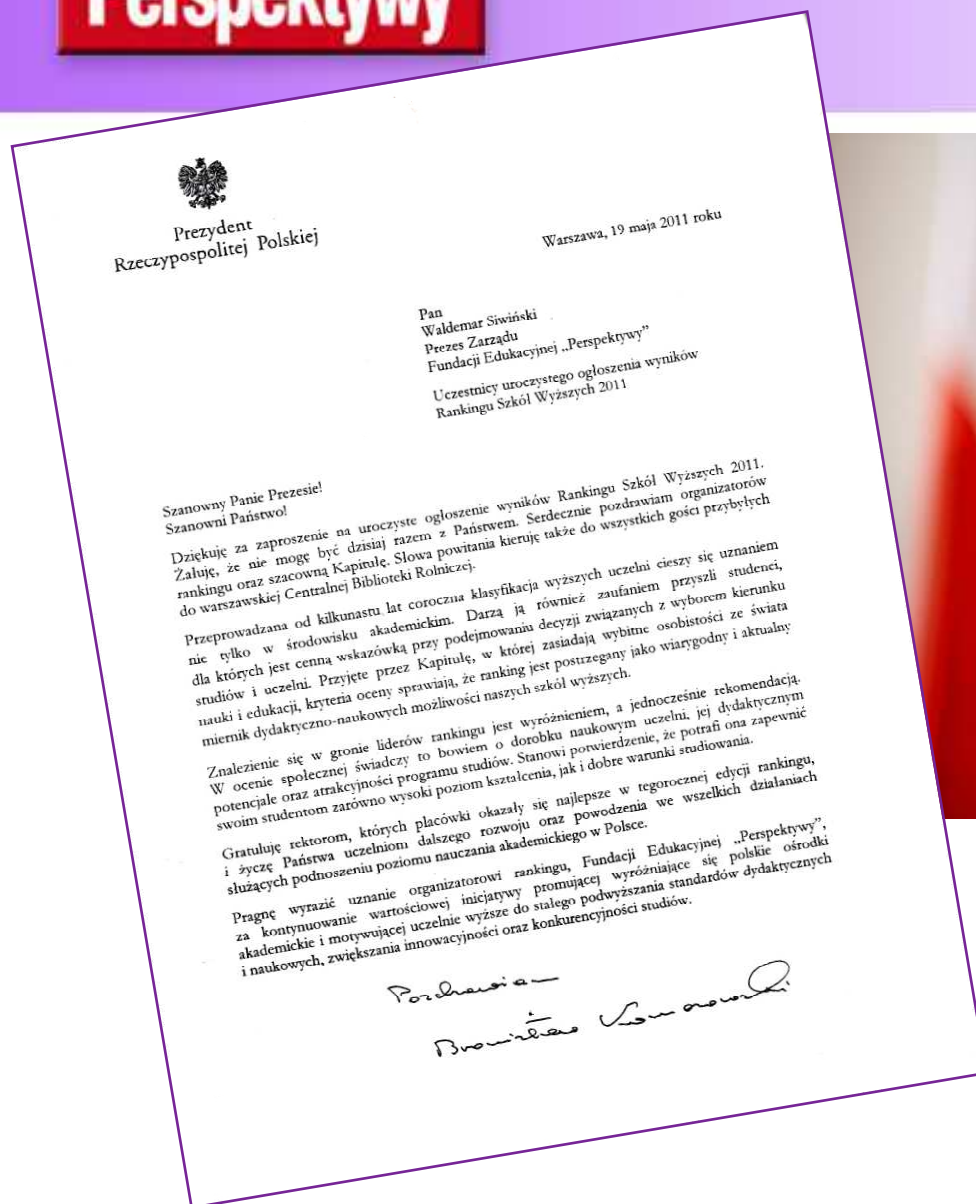 Perspektywy
Prezydent
Rzeczypospolitej Polskiej
Warszawa, 19 maja 2011 roku
Pan
Waldemar Siwiński
Prezes Zarządu
Fundacji Edukacyjnej „Perspektywy”
Uczestnicy uroczystego ogłoszenia wyników
Rankingu Szkół Wyższych 2011
Szanowny Panie Prezesie!
Szanowni Państwo!
Dziękuję za zaproszenie na uroczyste ogłoszenie wyników Rankingu Szkół Wyższych 2011.
Żałuję, że nie mogę być dzisiaj razem z Państwem. Serdecznie pozdrawiam organizatorów
rankingu oraz szacowną Kapitułę. Słowa powitania kieruję także do wszystkich gości przybyłych
do warszawskiej Centralnej Biblioteki Rolniczej.
Przeprowadzana od kilkunastu lat coroczna klasyfikacja wyższych uczelni cieszy się uznaniem
nie tylko w środowisku akademickim. Darzą ją również zaufaniem przyszli studenci,
dla których jest cenną wskazówką przy podejmowaniu decyzji związanych z wyborem kierunku
studiów i uczelni. Przyjęte przez Kapitułę, w której zasiadają wybitne osobistości ze świata
nauki i edukacji, kryteria oceny sprawiają, że ranking jest postrzegany jako wiarygodny i aktualny
miernik dydaktyczno-naukowych możliwości naszych szkół wyższych.
Znalezienie się w gronie liderów rankingu jest wyróżnieniem, a jednocześnie rekomendacją.
W ocenie społecznej świadczy to bowiem o dorobku naukowym uczelni, jej dydaktycznym
potencjale oraz atrakcyjności programu studiów. Stanowi potwierdzenie, że potrafi ona zapewnić
swoim studentom zarówno wysoki poziom kształcenia, jak i dobre warunki studiowania.
Gratuluję rektorom, których placówki okazały się najlepsze w tegorocznej edycji rankingu,
i życzę Państwa uczelniom dalszego rozwoju oraz powodzenia we wszelkich działaniach
służących podnoszeniu poziomu nauczania akademickiego w Polsce.
Pragnę wyrazić uznanie organizatorowi rankingu, Fundacji Edukacyjnej „Perspektywy”,
za kontynuowanie wartościowej inicjatywy promującej wyróżniające się polskie ośrodki
akademickie i motywującej uczelnie wyższe do stałego podwyższania standardów dydaktycznych
i naukowych, zwiększania innowacyjności oraz konkurencyjności studiów.
Pozdrawiam
Bronisław Komorowski